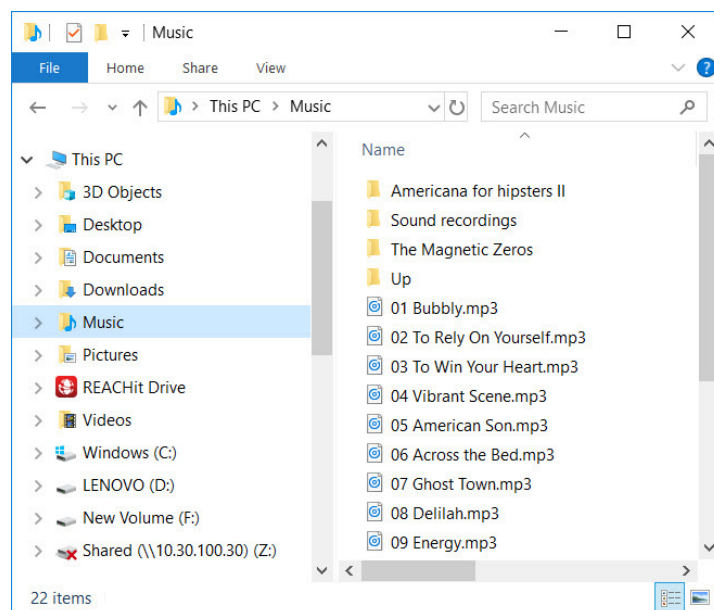 Music
File Home Share View
This PC > Music
Search Music
This PC
3D Objects
Desktop
Documents
Downloads
Music
Pictures
REACHit Drive
Videos
Windows (C:)
LENOVO (D:)
New Volume (F:)
Shared (\\10.30.100.30) (Z:)
Name
Americana for hipsters II
Sound recordings
The Magnetic Zeros
Up
01 Bubbly.mp3
02 To Rely On Yourself.mp3
03 To Win Your Heart.mp3
04 Vibrant Scene.mp3
05 American Son.mp3
06 Across the Bed.mp3
07 Ghost Town.mp3
08 Delilah.mp3
09 Energy.mp3
22 items